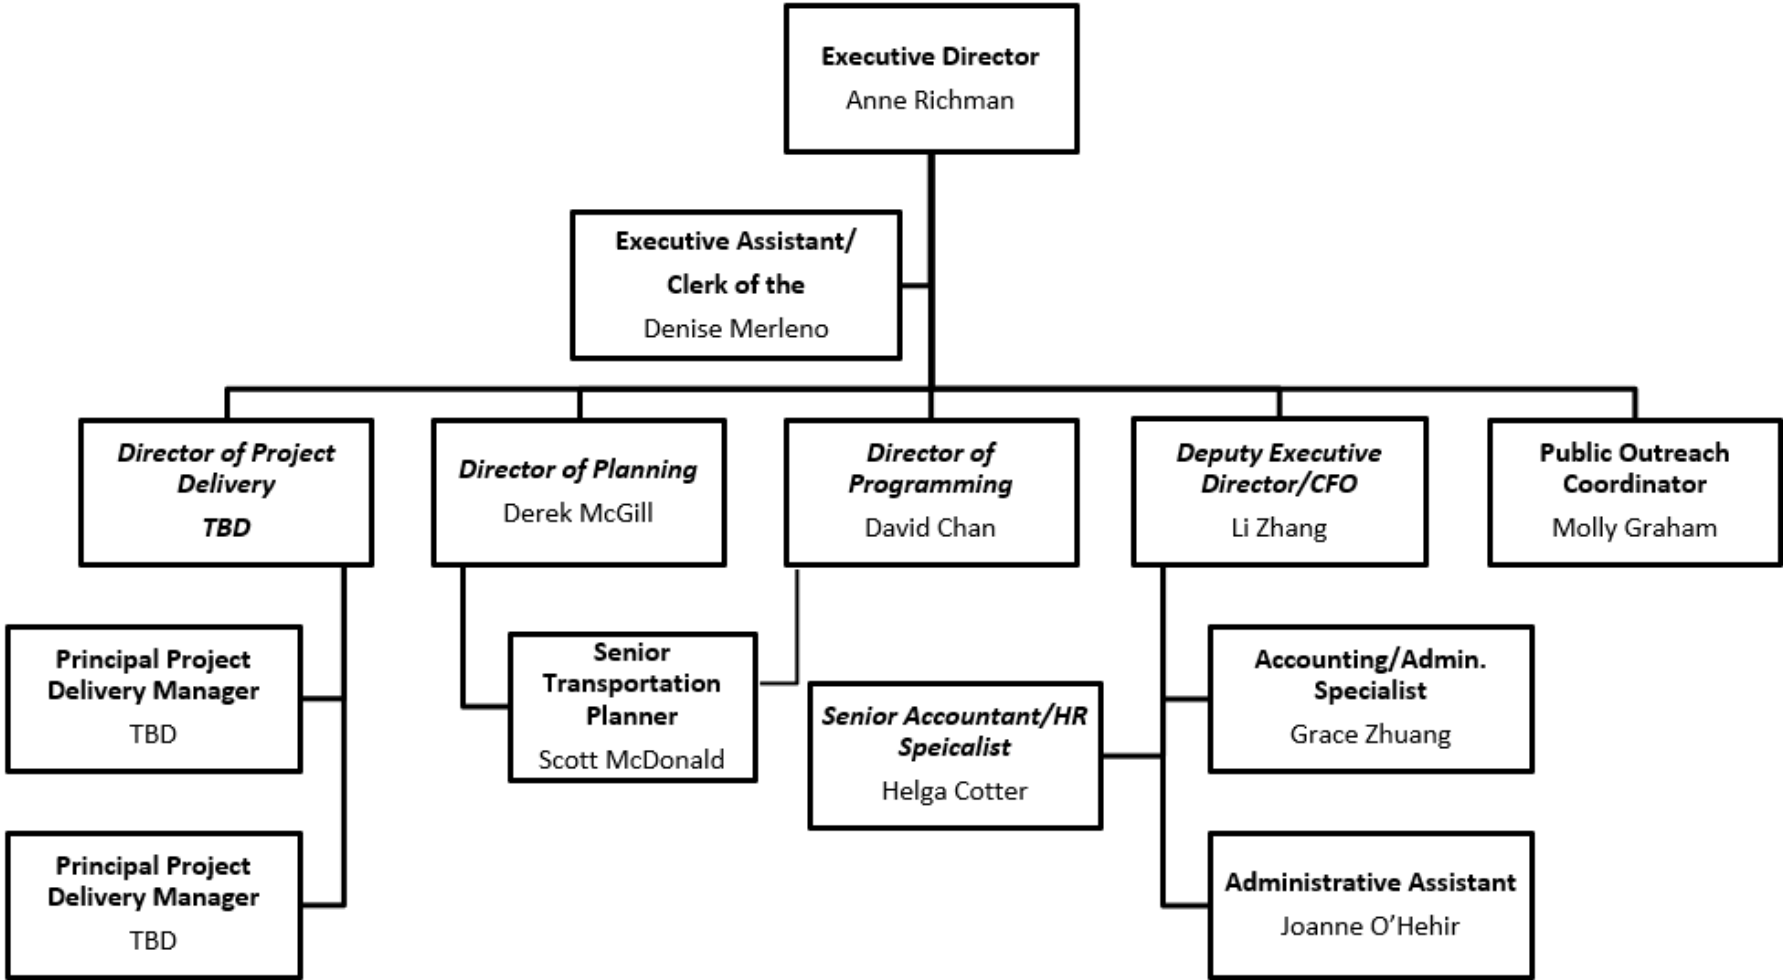 Executive Director
Anne Richman
Executive Assistant/
Clerk of the
Denise Merleno
Director of Project
Delivery
TBD
Director of Planning
Derek McGill
Director of
Programming
David Chan
Deputy Executive
Director/CFO
Li Zhang
Public Outreach
Coordinator
Molly Graham
Principal Project
Delivery Manager
TBD
Senior
Transportation
Planner
Scott McDonald
Senior Accountant/HR
Speicalist
Helga Cotter
Accounting/Admin.
Specialist
Grace Zhuang
Principal Project
Delivery Manager
TBD
Administrative Assistant
Joanne O’Hehir